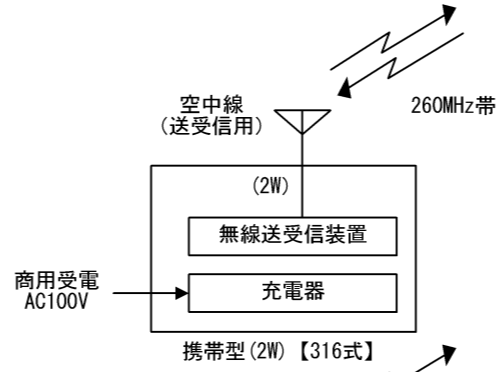 空中線
(送受信用)
260MHz帯
(2W)
無線送受信装置
商用受電
AC100V
充電器
携帯型(2W)【316式】